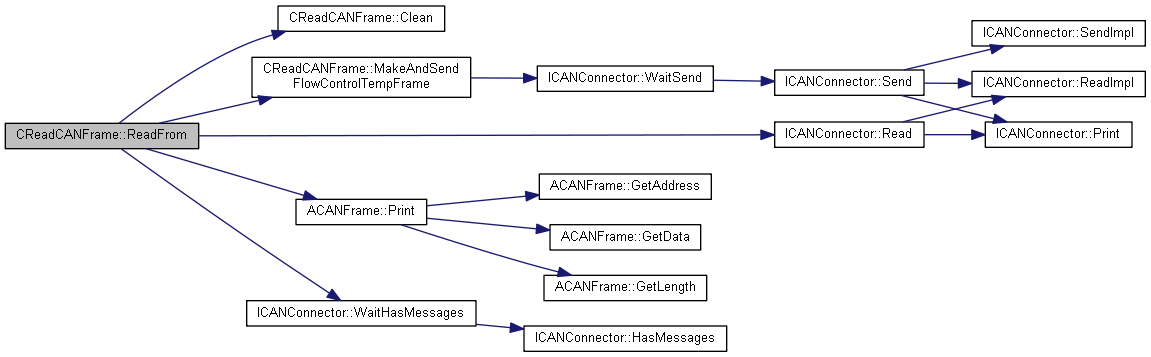 CReadCANFrame::ReadFrom
CReadCANFrame::Clean
CReadCANFrame::MakeAndSend
FlowControlTempFrame
ICANConnector::WaitSend
ICANConnector::Send
ICANConnector::SendImpl
ICANConnector::ReadImpl
ICANConnector::Print
ICANConnector::Read
ACANFrame::Print
ACANFrame::GetAddress
ACANFrame::GetData
ACANFrame::GetLength
ICANConnector::WaitHasMessages
ICANConnector::HasMessages